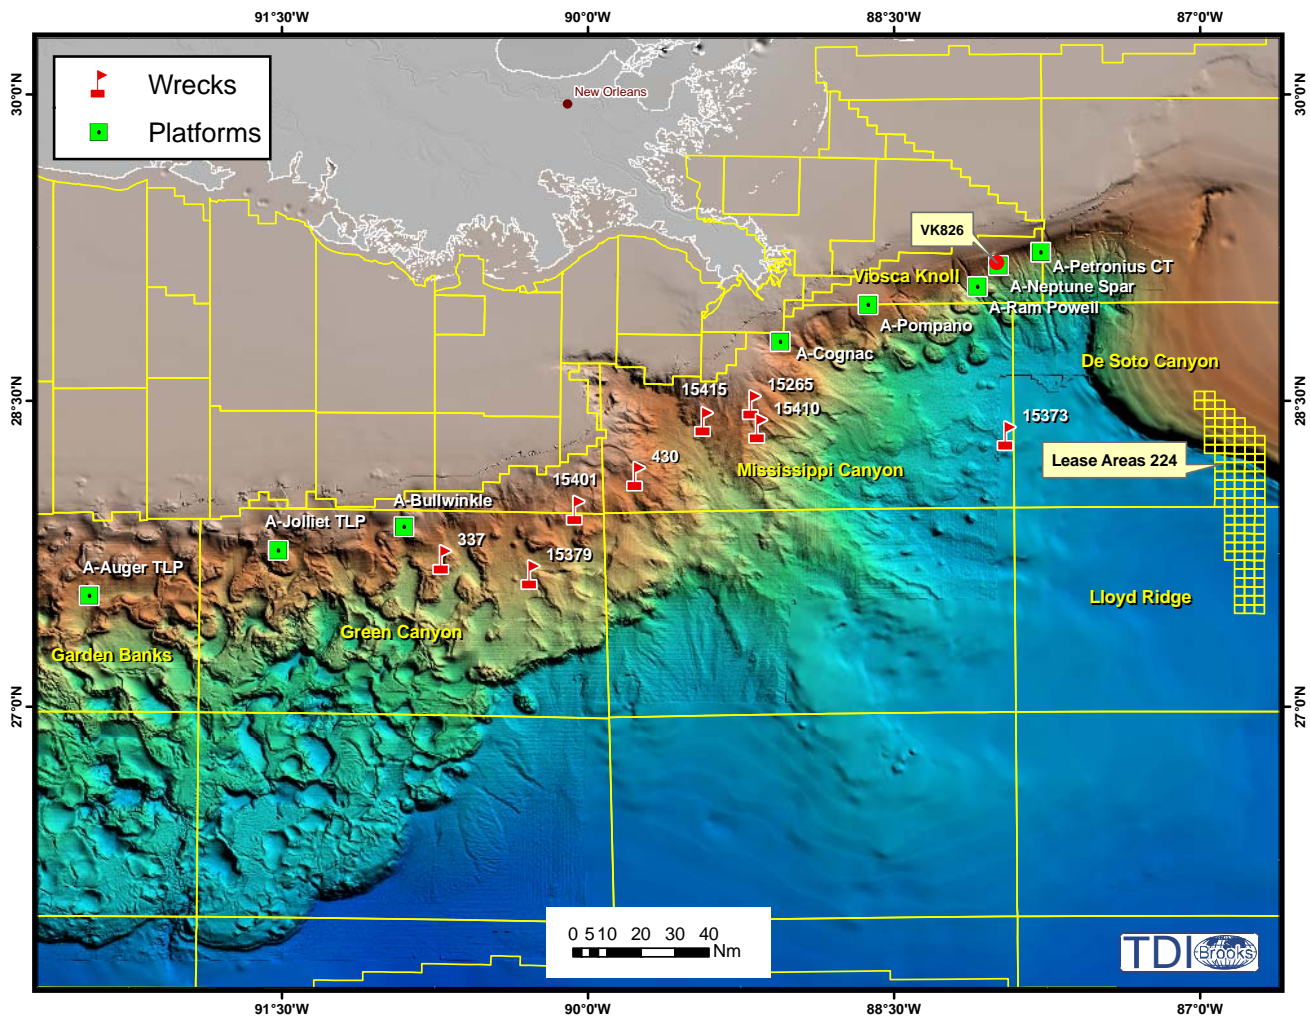 91°30'W
90°00'W
88°30'W
87°0'W
Wrecks
Platforms
New Orleans
30°0'N
30°0'N
VK826
A-Petronius CT
Viosca Knoll
A-Neptune Spar
A-Ram Powell
A-Pompano
A-Cognac
De Soto Canyon
28°30'N
28°30'N
15415
15265
15410
15373
Lease Areas 224
430
Mississippi Canyon
15401
A-Bullwinkle
A-Jolliet TLP
337
15379
A-Auger TLP
Lloyd Ridge
Green Canyon
Garden Banks
27°0'N
27°0'N
0 5 10 20 30 40
Nm
TDI Brooks
91°30'W
90°00'W
88°30'W
87°0'W